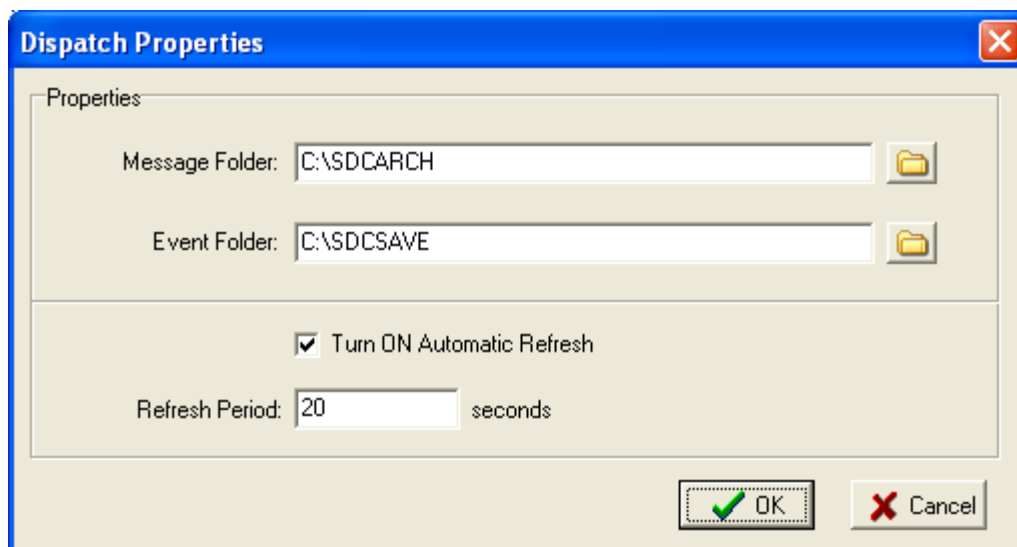 Dispatch Properties
Properties
Message Folder: C:\SDCARCH
Event Folder: C:\SDCSAVE
Turn ON Automatic Refresh
Refresh Period: 20 seconds
OK Cancel